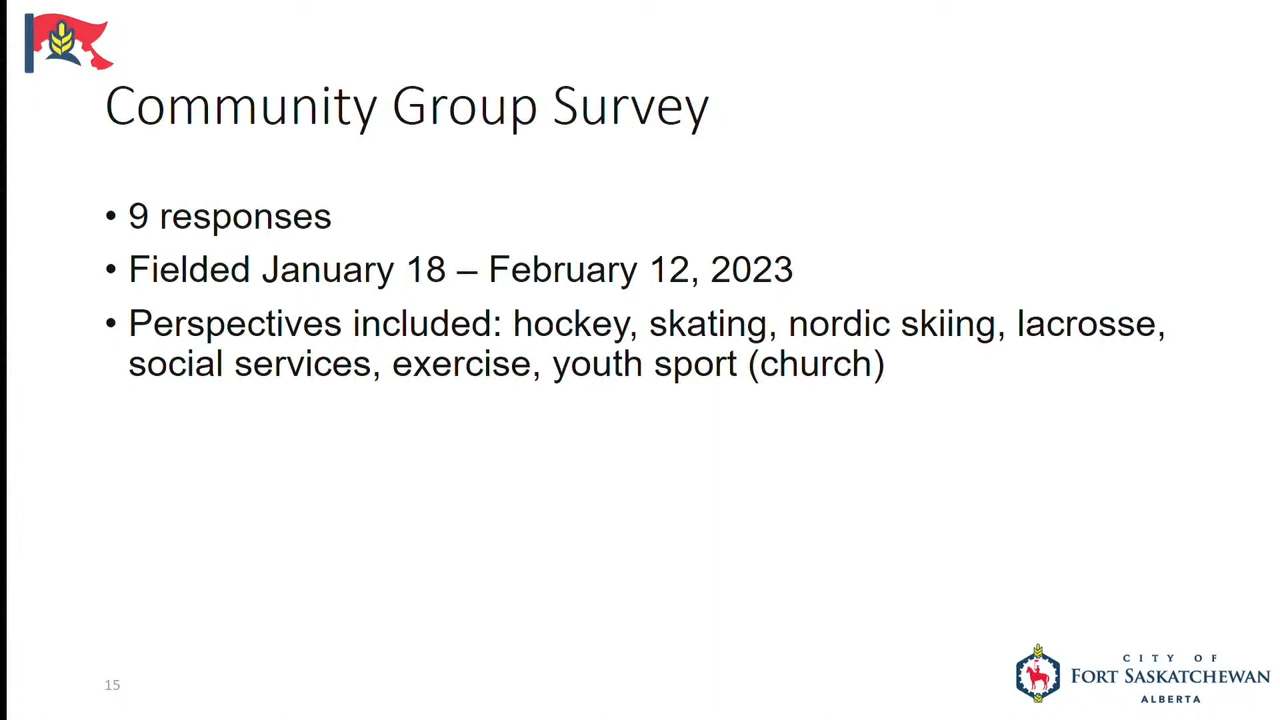 Community Group Survey
• 9 responses
• Fielded January 18 – February 12, 2023
• Perspectives included: hockey, skating, nordic skiing, lacrosse,
social services, exercise, youth sport (church)
15
CITY OF
FORT SASKATCHEWAN
ALBERTA